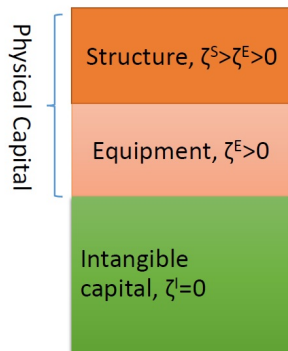 Physical Capital
Structure, ζˢ>ζᴱ>0
Equipment, ζᴱ>0
Intangible
capital, ζᴵ=0